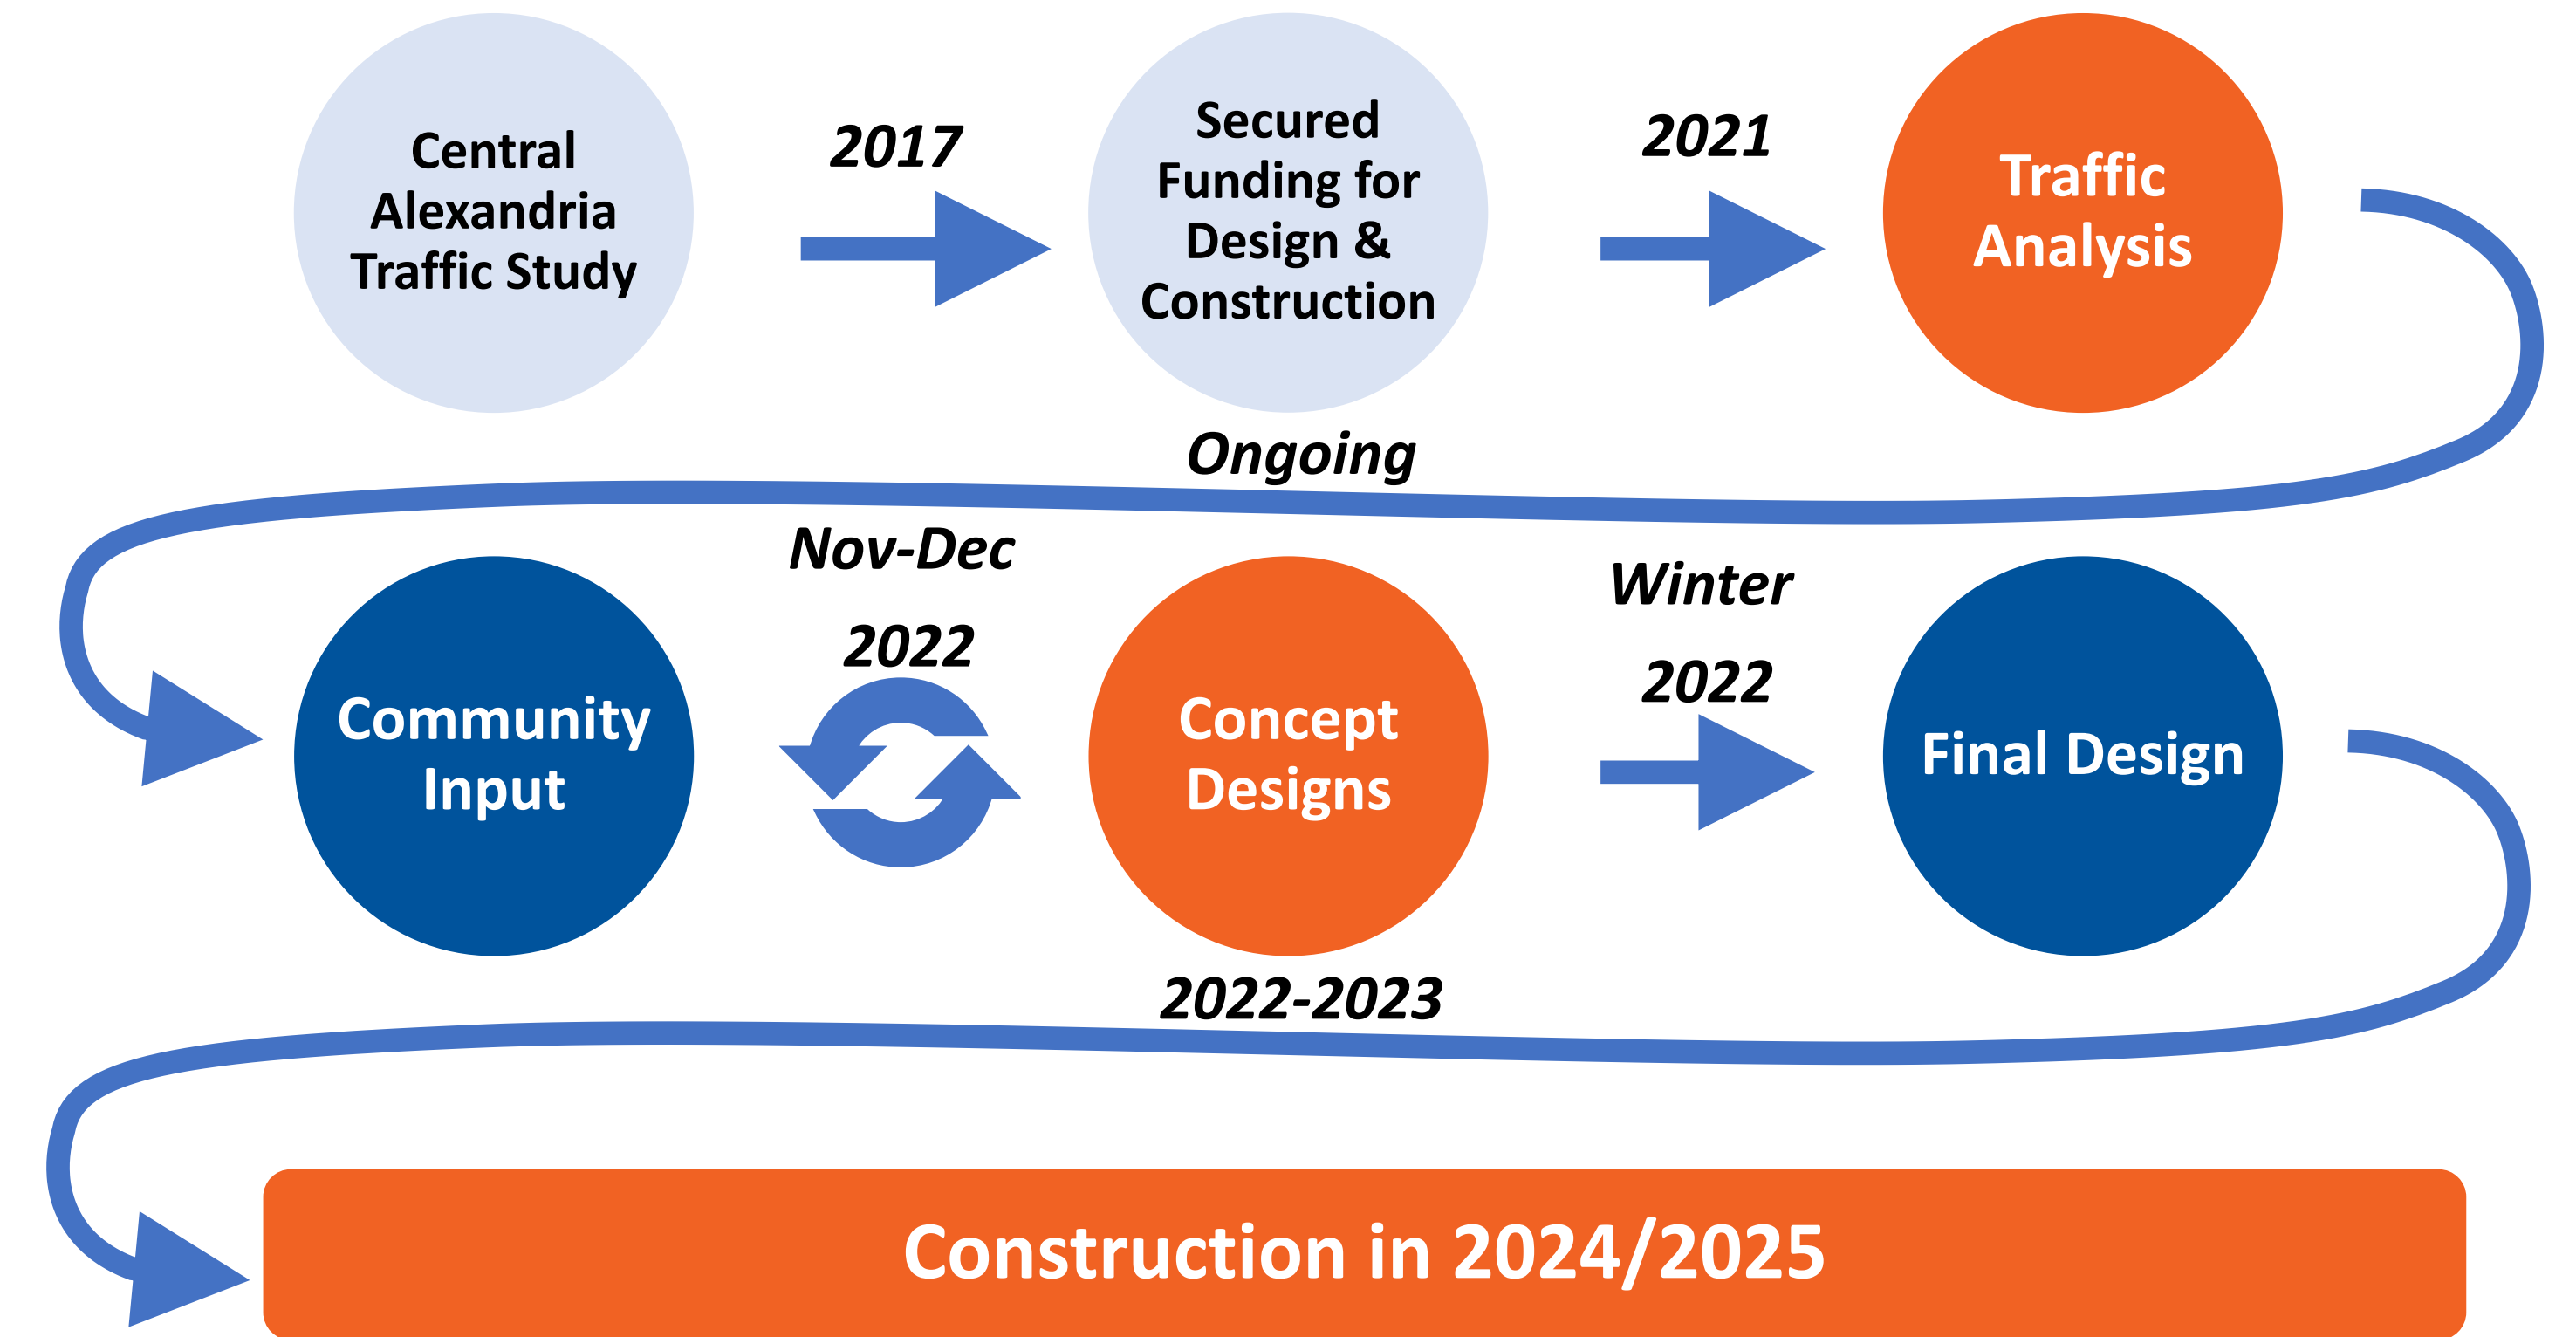 Central
Alexandria
Traffic Study
2017
Secured
Funding for
Design &
Construction
2021
Traffic
Analysis
Ongoing
Community
Input
Nov-Dec
2022
Concept
Designs
Winter
2022
Final Design
2022-2023
Construction in 2024/2025